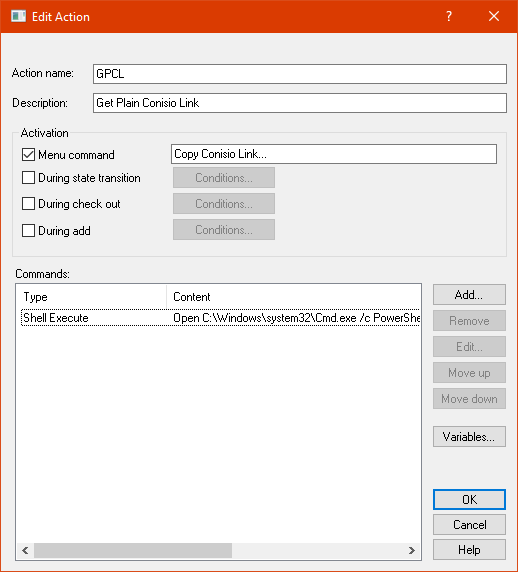 Edit Action
?
Action name: GPCL
Description: Get Plain Conisio Link
Activation
Menu command Copy Conisio Link...
During state transition Conditions...
During check out Conditions...
During add Conditions...
Commands:
Type Content
Shell Execute Open C:\Windows\system32\Cmd.exe /c PowerShe
Add...
Remove
Edit...
Move up
Move down
Variables...
OK
Cancel
Help